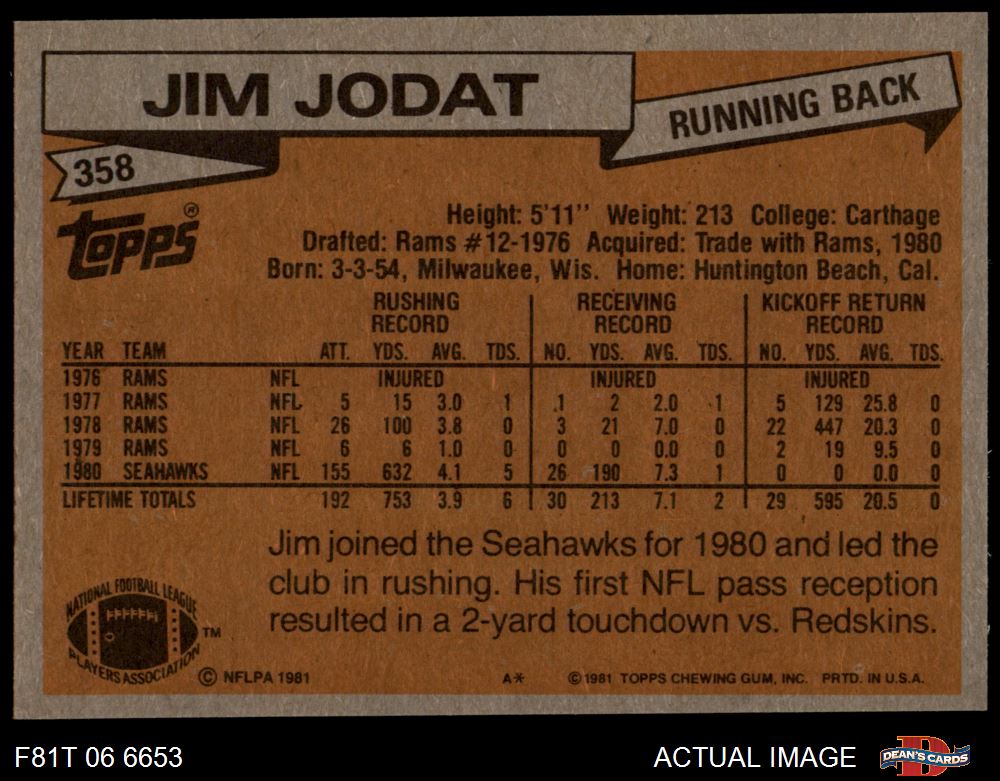 JIM JODAT
RUNNING BACK
358
TOPPS®
Height: 5'11'' Weight: 213 College: Carthage
Drafted: Rams #12-1976 Acquired: Trade with Rams, 1980
Born: 3-3-54, Milwaukee, Wis. Home: Huntington Beach, Cal.
RUSHING RECORD RECEIVING RECORD KICKOFF RETURN RECORD
YEAR TEAM ATT. YDS. AVG. TDS. NO. YDS. AVG. TDS. NO. YDS. AVG. TDS.
1976 RAMS NFL INJURED INJURED INJURED
1977 RAMS NFL 5 15 3.0 1 1 2 2.0 1 5 129 25.8 0
1978 RAMS NFL 26 100 3.8 0 3 21 7.0 0 22 447 20.3 0
1979 RAMS NFL 6 6 1.0 0 0 0 0.0 0 2 19 9.5 0
1980 SEAHAWKS NFL 155 632 4.1 5 26 190 7.3 1 0 0 0.0 0
LIFETIME TOTALS 192 753 3.9 6 30 213 7.1 2 29 595 20.5 0
Jim joined the Seahawks for 1980 and led the
club in rushing. His first NFL pass reception
resulted in a 2-yard touchdown vs. Redskins.
NATIONAL FOOTBALL LEAGUE
PLAYERS ASSOCIATION
TM
© NFLPA 1981 A* ©1981 TOPPS CHEWING GUM, INC. PRTD. IN U.S.A.
F81T 06 6653 ACTUAL IMAGE DEAN'S CARDS